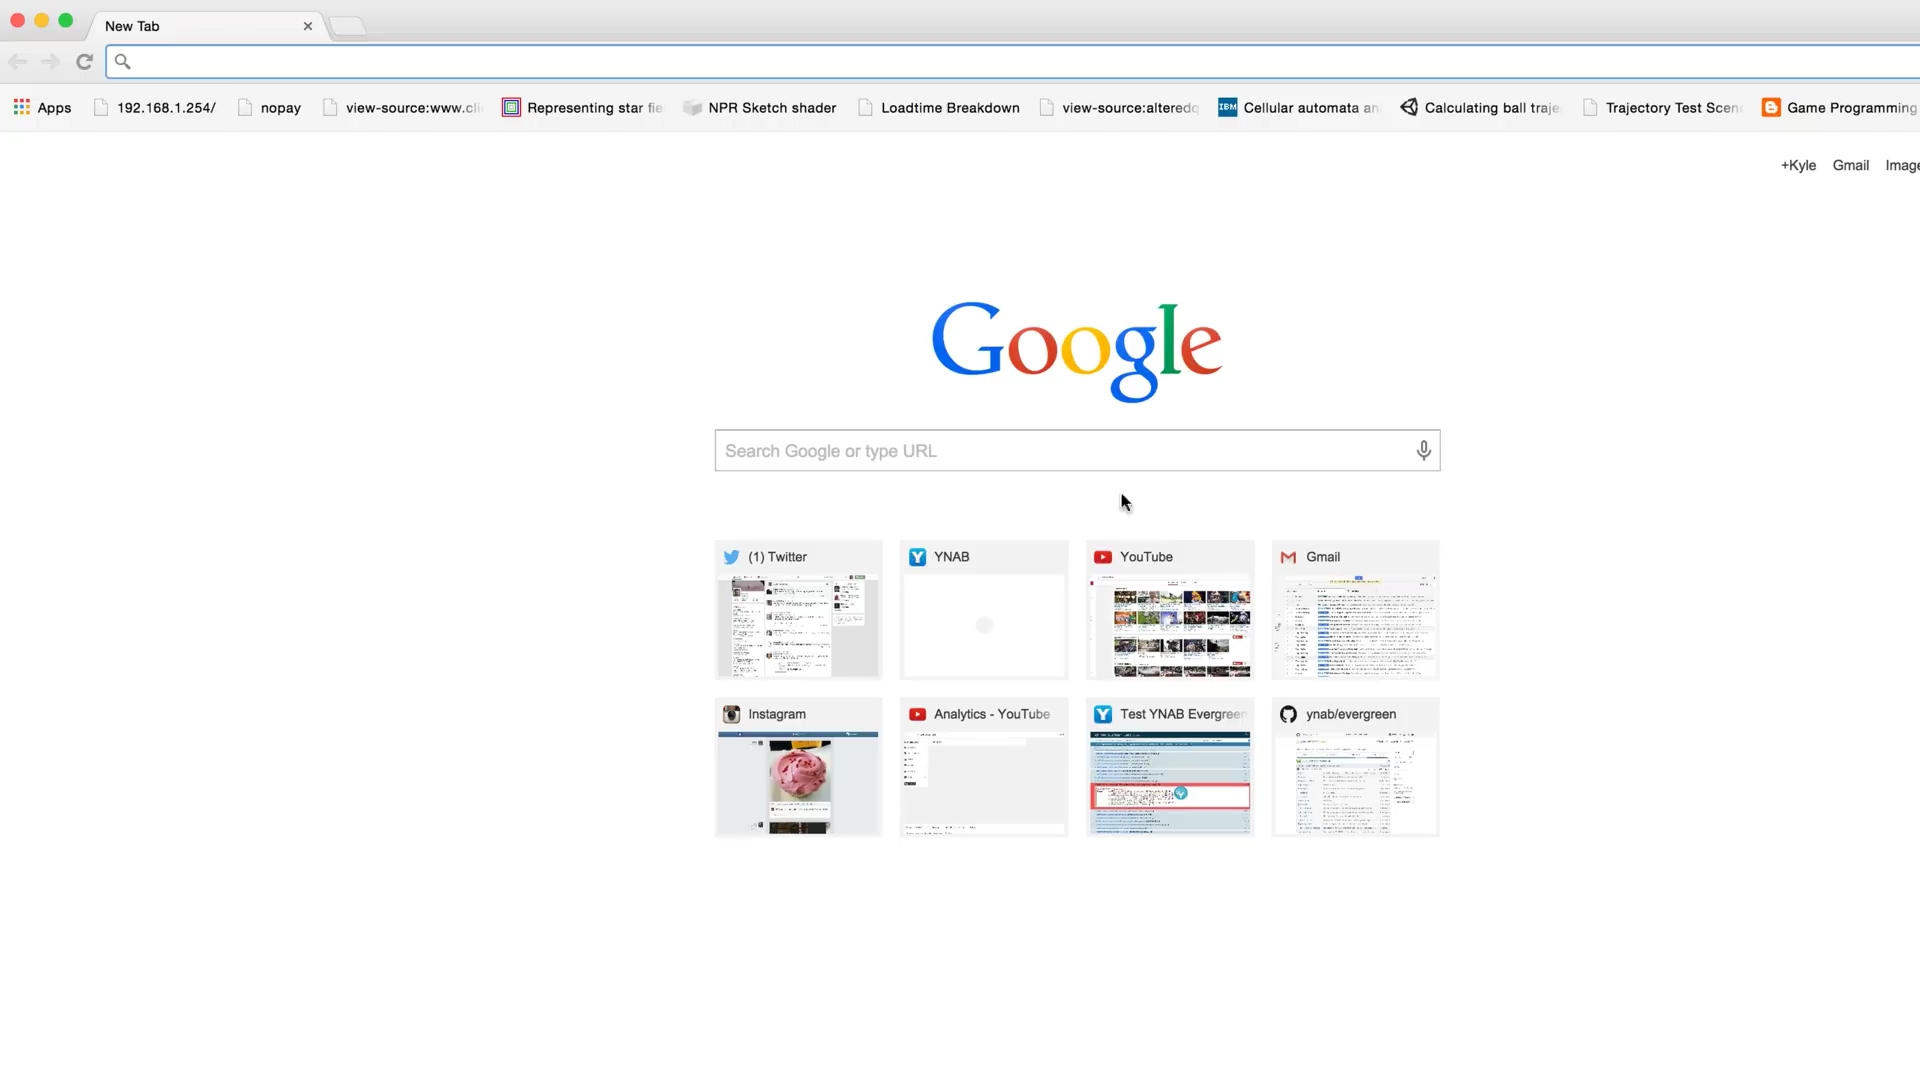 New Tab
Apps 192.168.1.254/ nopay view-source:www.cli Representing star fie NPR Sketch shader Loadtime Breakdown view-source:alteredq Cellular automata an Calculating ball traje Trajectory Test Scen Game Programming
+Kyle Gmail Image
Google
Search Google or type URL
(1) Twitter YNAB YouTube Gmail
Instagram Analytics - YouTube Test YNAB Evergreen ynab/evergreen